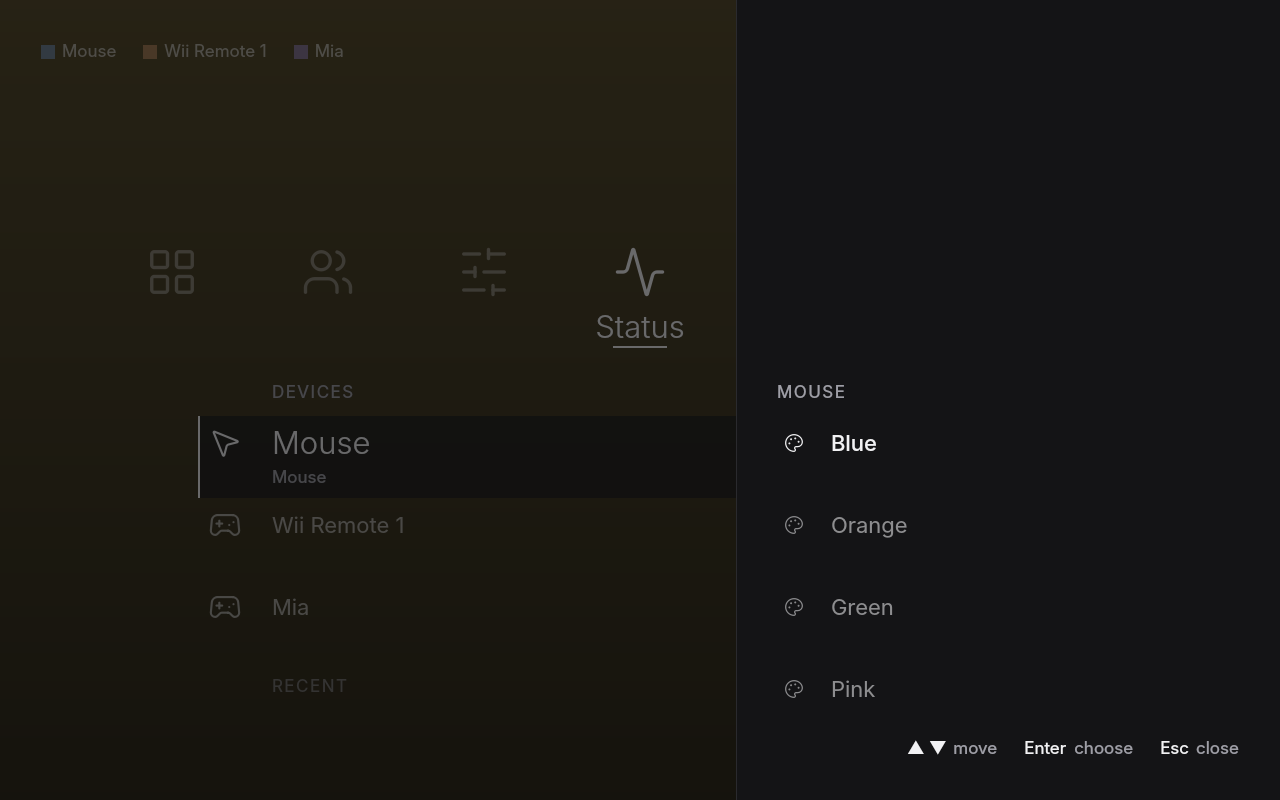 Mouse Wii Remote 1 Mia
Status
DEVICES
Mouse
Mouse
Wii Remote 1
Mia
RECENT
MOUSE
Blue
Orange
Green
Pink
▲▼ move Enter choose Esc close